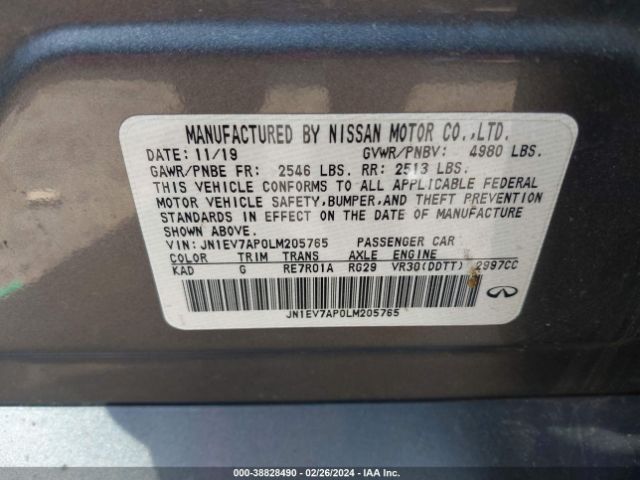 MANUFACTURED BY NISSAN MOTOR CO.,LTD.
DATE: 11/19 GVWR/PNBV: 4980 LBS.
GAWR/PNBE FR: 2546 LBS. RR: 2513 LBS.
THIS VEHICLE CONFORMS TO ALL APPLICABLE FEDERAL
MOTOR VEHICLE SAFETY,BUMPER,AND THEFT PREVENTION
STANDARDS IN EFFECT ON THE DATE OF MANUFACTURE
SHOWN ABOVE.
VIN: JN1EV7AP0LM205765 PASSENGER CAR
COLOR TRIM TRANS AXLE ENGINE
KAD G RE7R01A RG29 VR30(DDTT) 2997CC
JN1EV7AP0LM205765
000-38828490 - 02/26/2024 - IAA Inc.